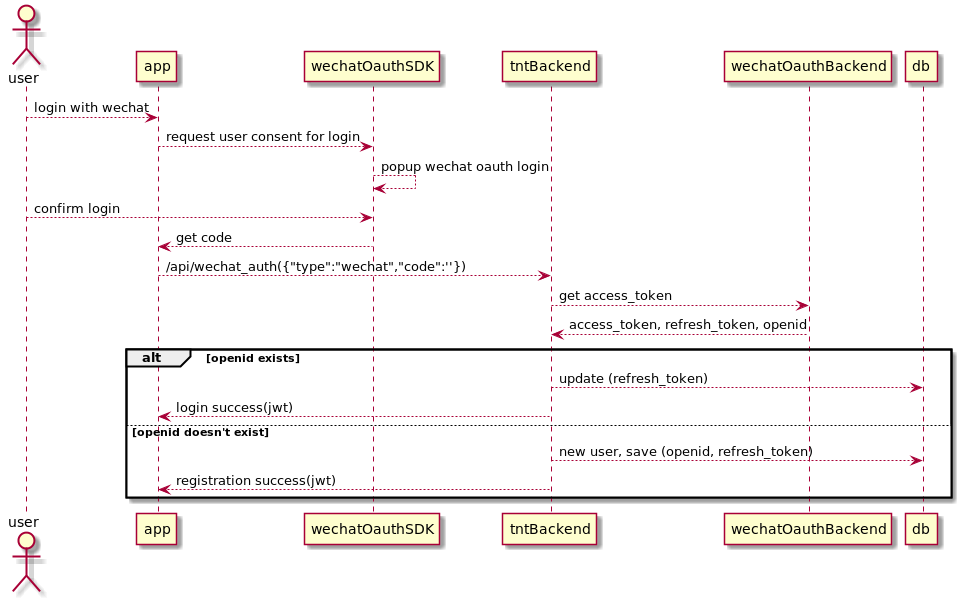 user
app
wechatOauthSDK
tntBackend
wechatOauthBackend
db
login with wechat
request user consent for login
popup wechat oauth login
confirm login
get code
/api/wechat_auth({"type":"wechat","code":''})
get access_token
access_token, refresh_token, openid
alt [openid exists]
update (refresh_token)
login success(jwt)
[openid doesn't exist]
new user, save (openid, refresh_token)
registration success(jwt)
user
app
wechatOauthSDK
tntBackend
wechatOauthBackend
db